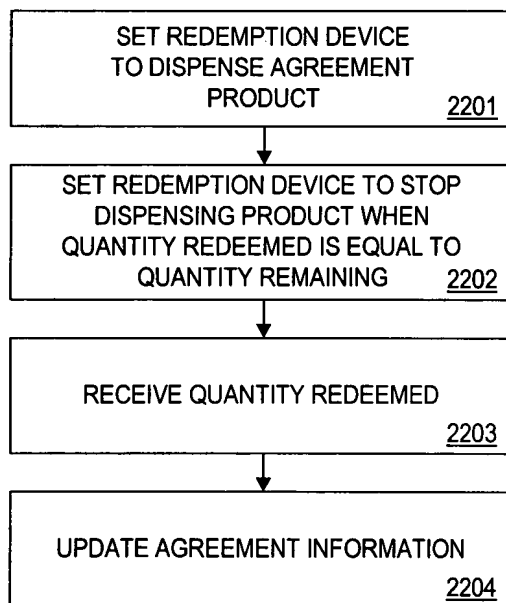 SET REDEMPTION DEVICE
TO DISPENSE AGREEMENT
PRODUCT
2201
SET REDEMPTION DEVICE TO STOP
DISPENSING PRODUCT WHEN
QUANTITY REDEEMED IS EQUAL TO
QUANTITY REMAINING
2202
RECEIVE QUANTITY REDEEMED
2203
UPDATE AGREEMENT INFORMATION
2204